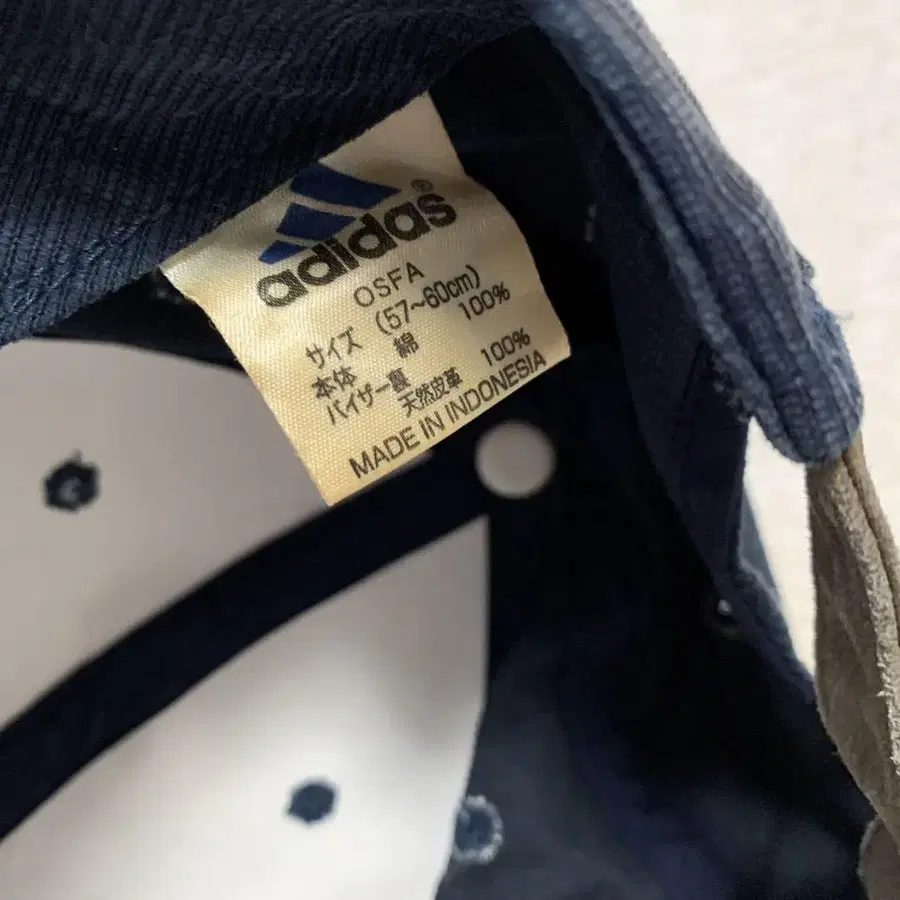 adidas®
OSFA
サイズ (57~60cm)
本体 綿 100%
バイザー裏 天然皮革 100%
MADE IN INDONESIA